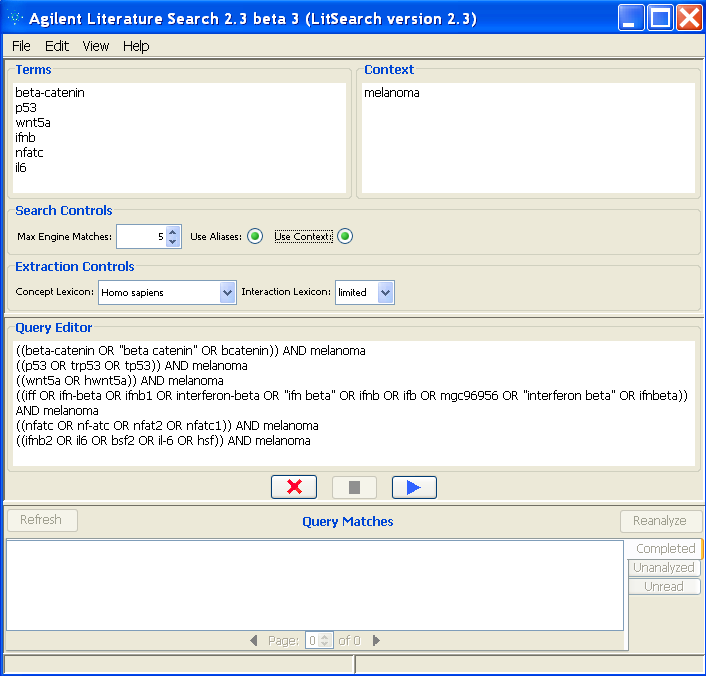 Agilent Literature Search 2.3 beta 3 (LitSearch version 2.3)
File Edit View Help
Terms
beta-catenin
p53
wnt5a
ifnb
nfatc
il6
Context
melanoma
Search Controls
Max Engine Matches: 5 Use Aliases: Use Context:
Extraction Controls
Concept Lexicon: Homo sapiens Interaction Lexicon: limited
Query Editor
((beta-catenin OR "beta catenin" OR bcatenin)) AND melanoma
((p53 OR trp53 OR tp53)) AND melanoma
((wnt5a OR hwnt5a)) AND melanoma
((iff OR ifn-beta OR ifnb1 OR interferon-beta OR "ifn beta" OR ifnb OR ifb OR mgc96956 OR "interferon beta" OR ifnbeta))
AND melanoma
((nfatc OR nf-atc OR nfat2 OR nfatc1)) AND melanoma
((ifnb2 OR il6 OR bsf2 OR il-6 OR hsf)) AND melanoma
Refresh Query Matches Reanalyze
Completed
Unanalyzed
Unread
Page: 0 of 0